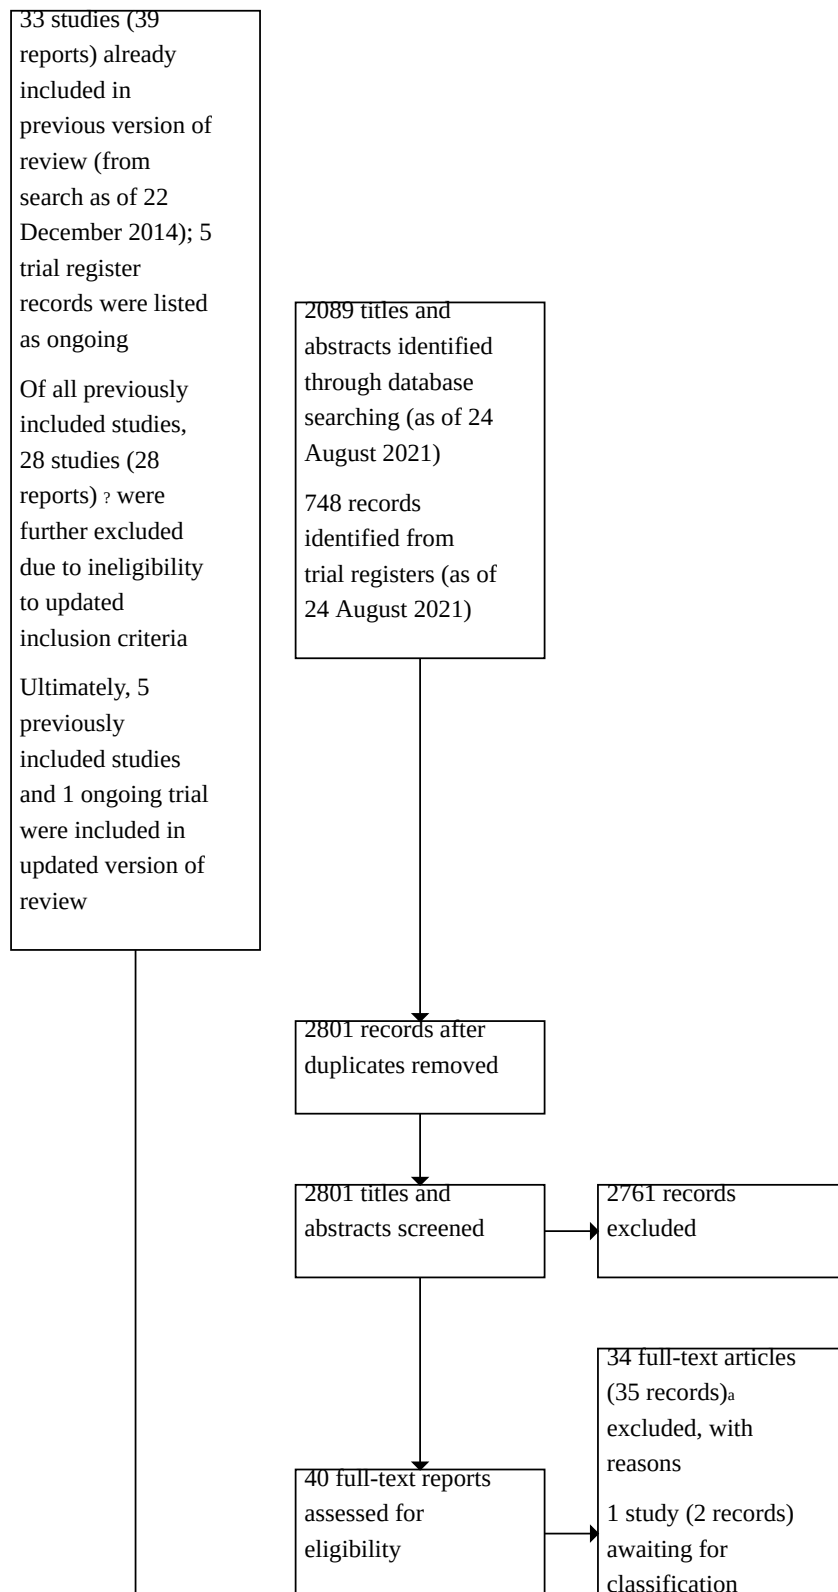 33 studies (39
reports) already
included in
previous version of
review (from
search as of 22
December 2014); 5
trial register
records were listed
as ongoing
Of all previously
included studies,
28 studies (28
reports) ? were
further excluded
due to ineligibility
to updated
inclusion criteria
Ultimately, 5
previously
included studies
and 1 ongoing trial
were included in
updated version of
review
2089 titles and
abstracts identified
through database
searching (as of 24
August 2021)
748 records
identified from
trial registers (as of
24 August 2021)
2801 records after
duplicates removed
2801 titles and
abstracts screened
2761 records
excluded
40 full-text reports
assessed for
eligibility
34 full-text articles
(35 records)a
excluded, with
reasons
1 study (2 records)
awaiting for
classification